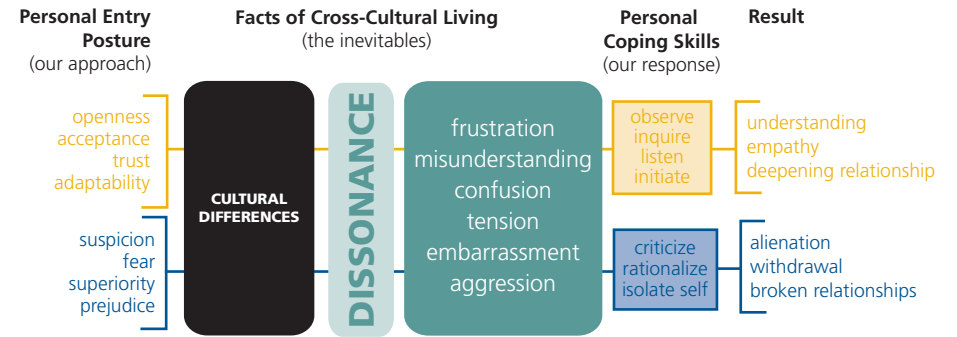 Personal Entry
Posture
(our approach)
Facts of Cross-Cultural Living
(the inevitables)
Personal
Coping Skills
(our response)
Result
openness
acceptance
trust
adaptability
suspicion
fear
superiority
prejudice
CULTURAL
DIFFERENCES
DISSONANCE
frustration
misunderstanding
confusion
tension
embarrassment
aggression
observe
inquire
listen
initiate
criticize
rationalize
isolate self
understanding
empathy
deepening relationship
alienation
withdrawal
broken relationships